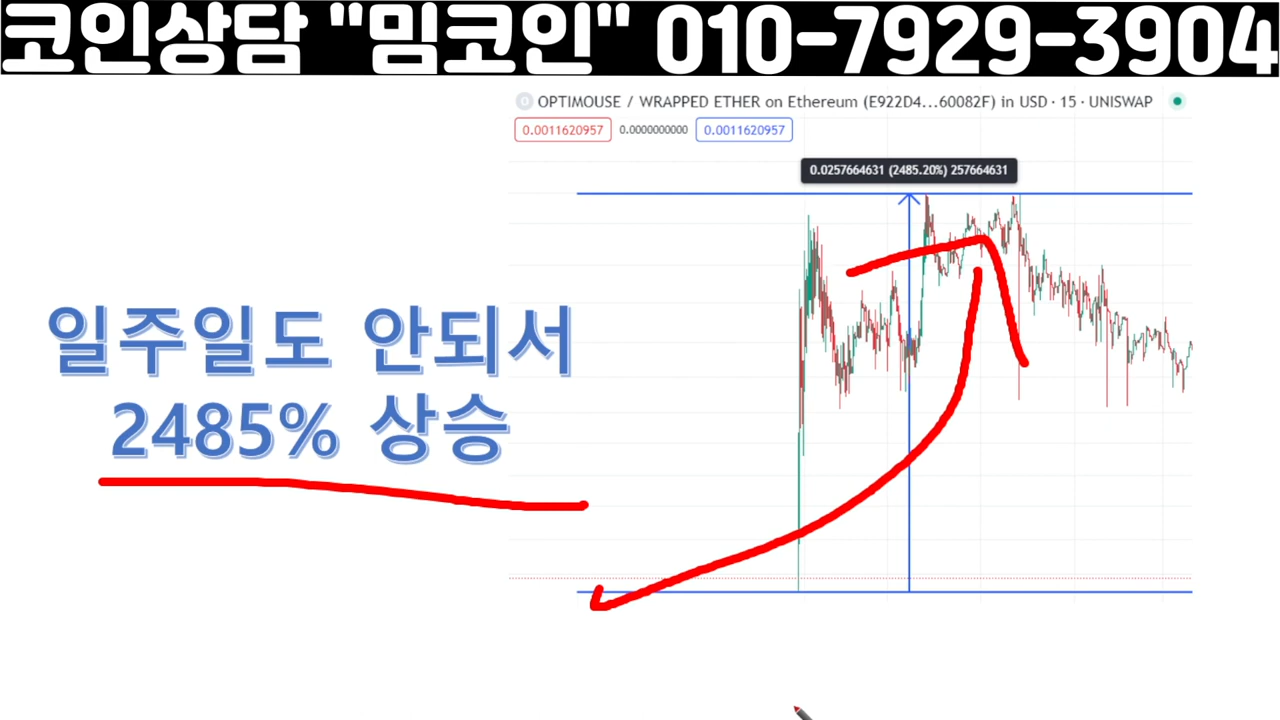 코인상담 "밈코인" 010-7929-3904
OPTIMOUSE / WRAPPED ETHER on Ethereum (E922D4...60082F) in USD · 15 · UNISWAP
0.0011620957 0.0000000000 0.0011620957
0.0257664631 (2485.20%) 257664631
일주일도 안되서
2485% 상승